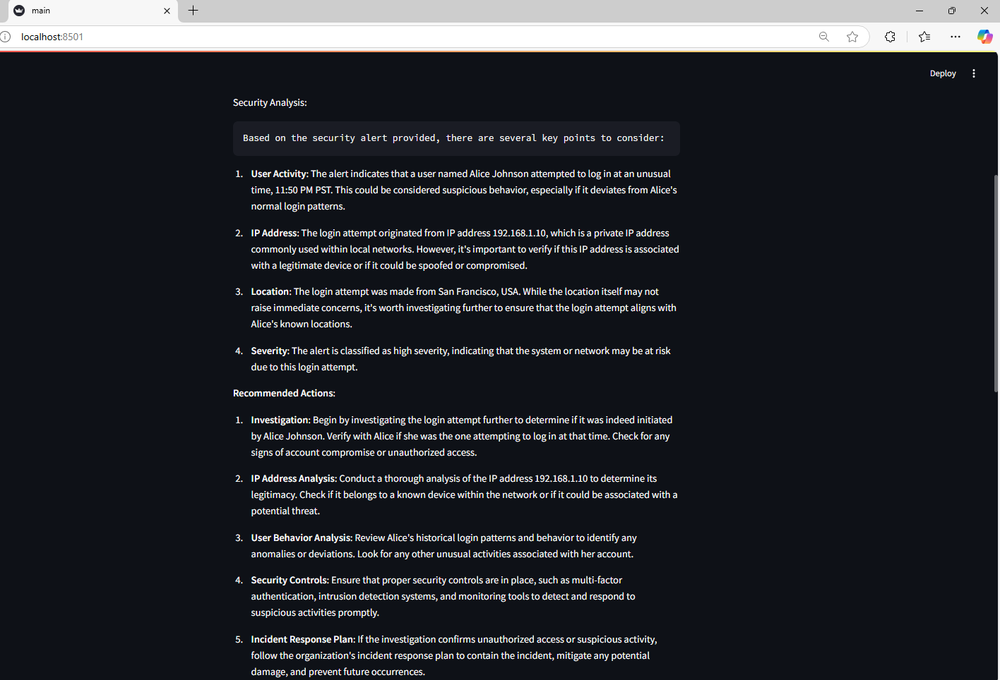 main
localhost:8501
Deploy
Security Analysis:
Based on the security alert provided, there are several key points to consider:
1. User Activity: The alert indicates that a user named Alice Johnson attempted to log in at an unusual
time, 11:50 PM PST. This could be considered suspicious behavior, especially if it deviates from Alice's
normal login patterns.
2. IP Address: The login attempt originated from IP address 192.168.1.10, which is a private IP address
commonly used within local networks. However, it's important to verify if this IP address is associated
with a legitimate device or if it could be spoofed or compromised.
3. Location: The login attempt was made from San Francisco, USA. While the location itself may not
raise immediate concerns, it's worth investigating further to ensure that the login attempt aligns with
Alice's known locations.
4. Severity: The alert is classified as high severity, indicating that the system or network may be at risk
due to this login attempt.
Recommended Actions:
1. Investigation: Begin by investigating the login attempt further to determine if it was indeed initiated
by Alice Johnson. Verify with Alice if she was the one attempting to log in at that time. Check for any
signs of account compromise or unauthorized access.
2. IP Address Analysis: Conduct a thorough analysis of the IP address 192.168.1.10 to determine its
legitimacy. Check if it belongs to a known device within the network or if it could be associated with a
potential threat.
3. User Behavior Analysis: Review Alice's historical login patterns and behavior to identify any
anomalies or deviations. Look for any other unusual activities associated with her account.
4. Security Controls: Ensure that proper security controls are in place, such as multi-factor
authentication, intrusion detection systems, and monitoring tools to detect and respond to
suspicious activities promptly.
5. Incident Response Plan: If the investigation confirms unauthorized access or suspicious activity,
follow the organization's incident response plan to contain the incident, mitigate any potential
damage, and prevent future occurrences.